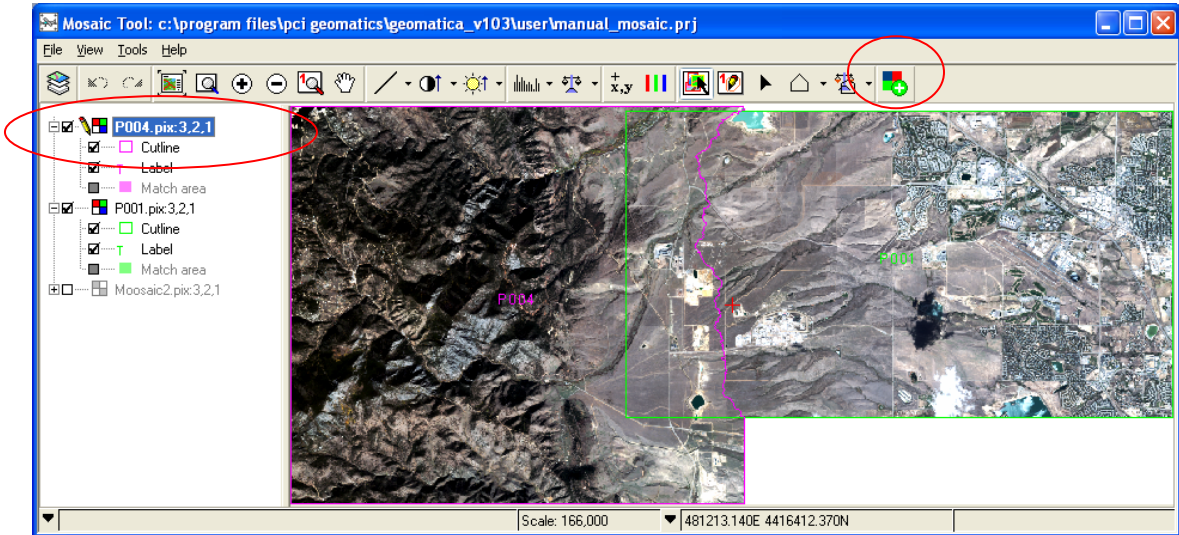 Mosaic Tool: c:\program files\pci geomatics\geomatica_v103\user\manual_mosaic.prj
File View Tools Help
x,y
P004.pix:3,2,1
Cutline
Label
Match area
P001.pix:3,2,1
Cutline
Label
Match area
Moosaic2.pix:3,2,1
P004
P001
Scale: 166,000
481213.140E 4416412.370N